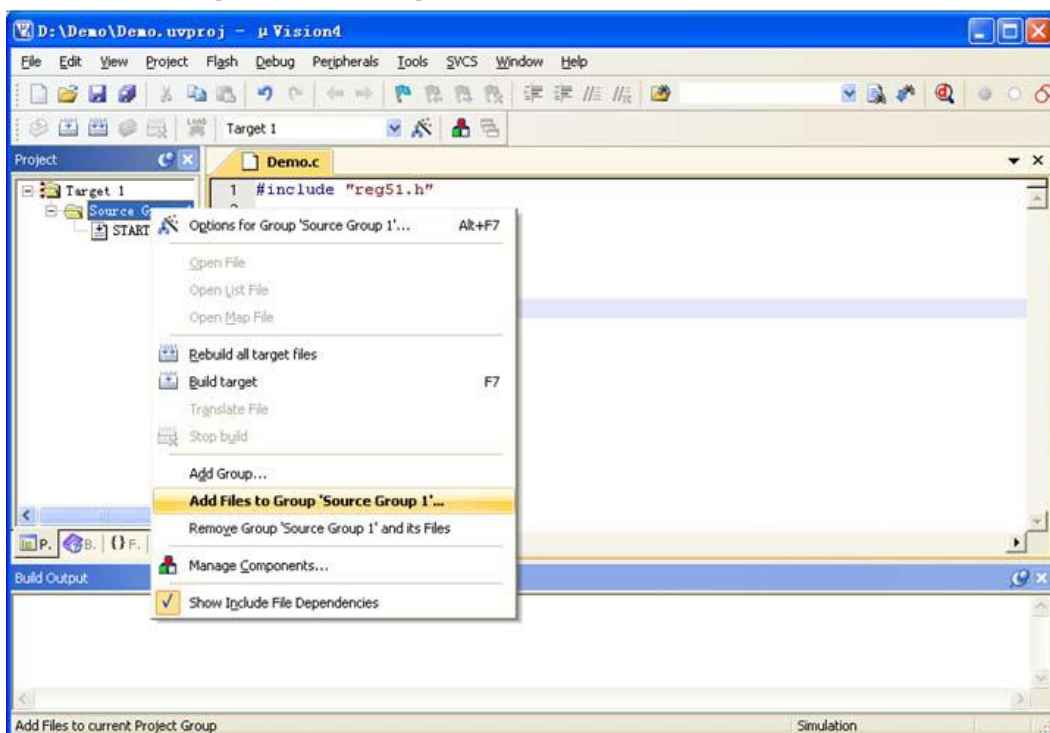 D:\Demo\Demo.uvproj - µVision4
File Edit View Project Flash Debug Peripherals Tools SVCS Window Help
Target 1
Project
Demo.c
Target 1
1 #include "reg51.h"
Source G
2
START
Options for Group 'Source Group 1'... Alt+F7
Open File
Open List File
Open Map File
Rebuild all target files
Build target F7
Translate File
Stop build
Add Group...
Add Files to Group 'Source Group 1'...
Remove Group 'Source Group 1' and its Files
P. B. {} F.
Manage Components...
Build Output
Show Include File Dependencies
Add Files to current Project Group Simulation